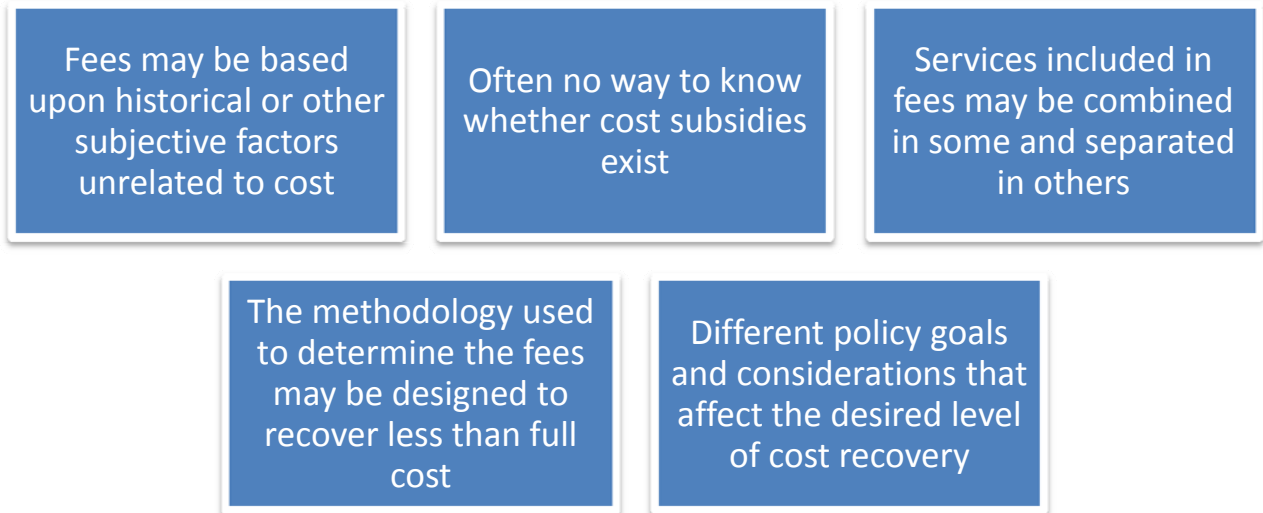 Fees may be based
upon historical or other
subjective factors
unrelated to cost
Often no way to know
whether cost subsidies
exist
Services included in
fees may be combined
in some and separated
in others
The methodology used
to determine the fees
may be designed to
recover less than full
cost
Different policy goals
and considerations that
affect the desired level
of cost recovery